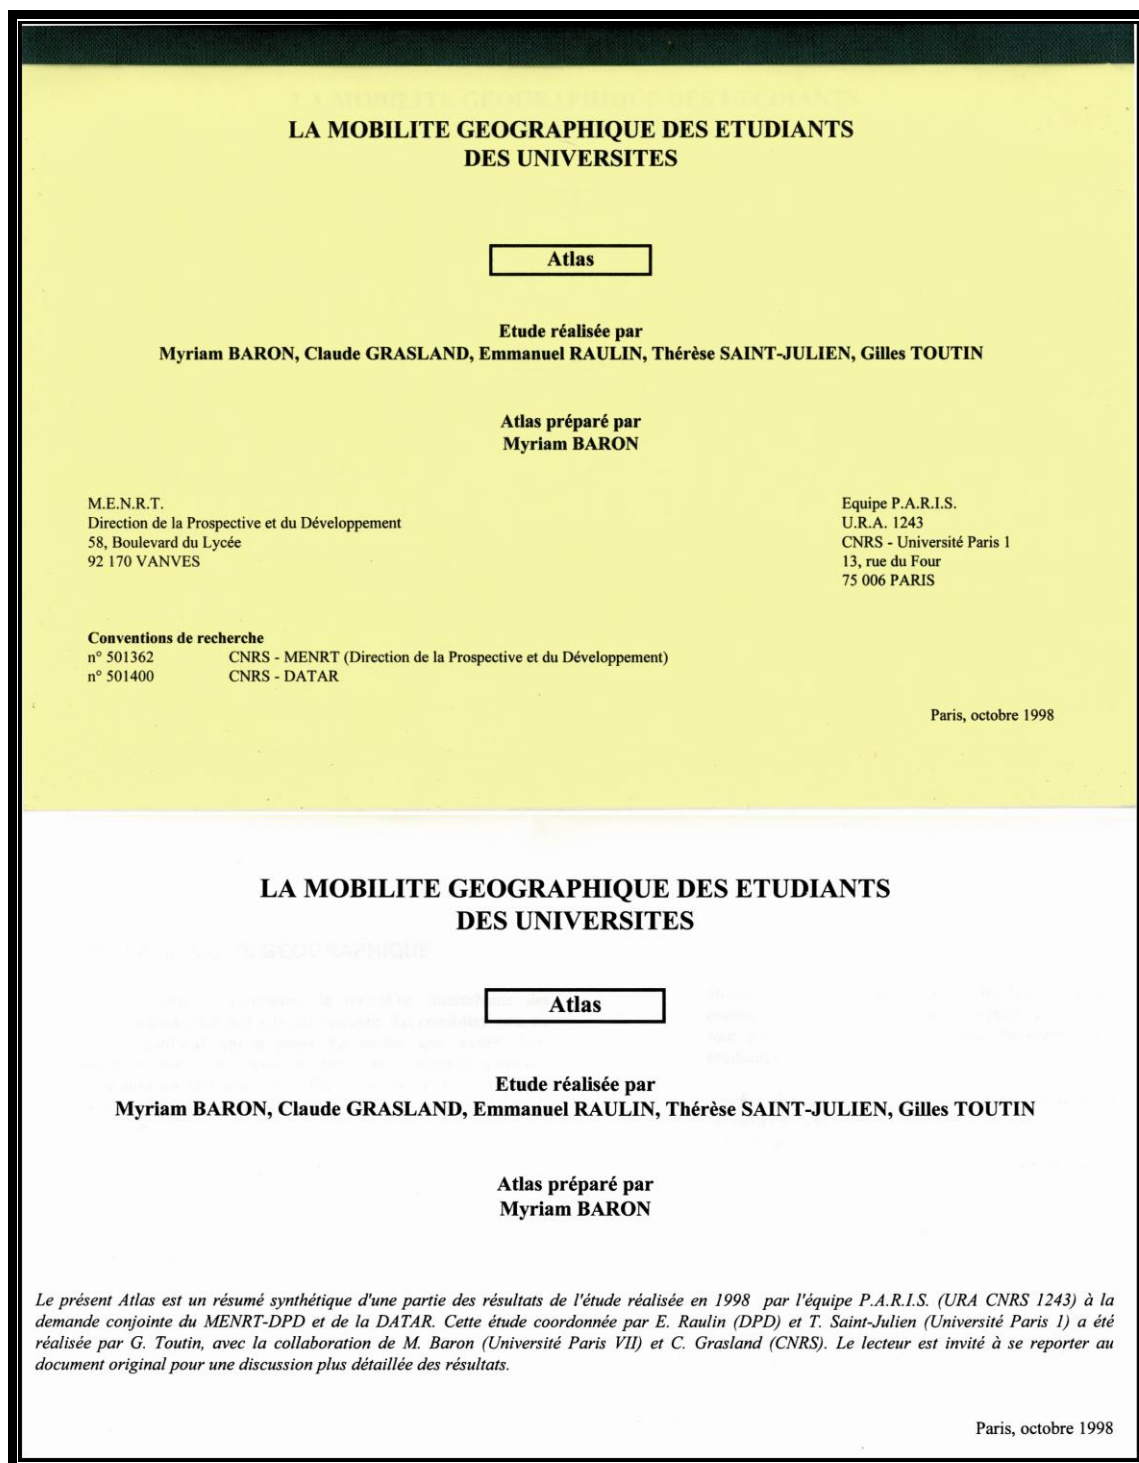 LA MOBILITE GEOGRAPHIQUE DES ETUDIANTS
DES UNIVERSITES
Atlas
Etude réalisée par
Myriam BARON, Claude GRASLAND, Emmanuel RAULIN, Thérèse SAINT-JULIEN, Gilles TOUTIN
Atlas préparé par
Myriam BARON
M.E.N.R.T.
Direction de la Prospective et du Développement
58, Boulevard du Lycée
92 170 VANVES
Equipe P.A.R.I.S.
U.R.A. 1243
CNRS - Université Paris 1
13, rue du Four
75 006 PARIS
Conventions de recherche
n° 501362 CNRS - MENRT (Direction de la Prospective et du Développement)
n° 501400 CNRS - DATAR
Paris, octobre 1998
LA MOBILITE GEOGRAPHIQUE DES ETUDIANTS
DES UNIVERSITES
Atlas
Etude réalisée par
Myriam BARON, Claude GRASLAND, Emmanuel RAULIN, Thérèse SAINT-JULIEN, Gilles TOUTIN
Atlas préparé par
Myriam BARON
Le présent Atlas est un résumé synthétique d'une partie des résultats de l'étude réalisée en 1998 par l'équipe P.A.R.I.S. (URA CNRS 1243) à la
demande conjointe du MENRT-DPD et de la DATAR. Cette étude coordonnée par E. Raulin (DPD) et T. Saint-Julien (Université Paris 1) a été
réalisée par G. Toutin, avec la collaboration de M. Baron (Université Paris VII) et C. Grasland (CNRS). Le lecteur est invité à se reporter au
document original pour une discussion plus détaillée des résultats.
Paris, octobre 1998